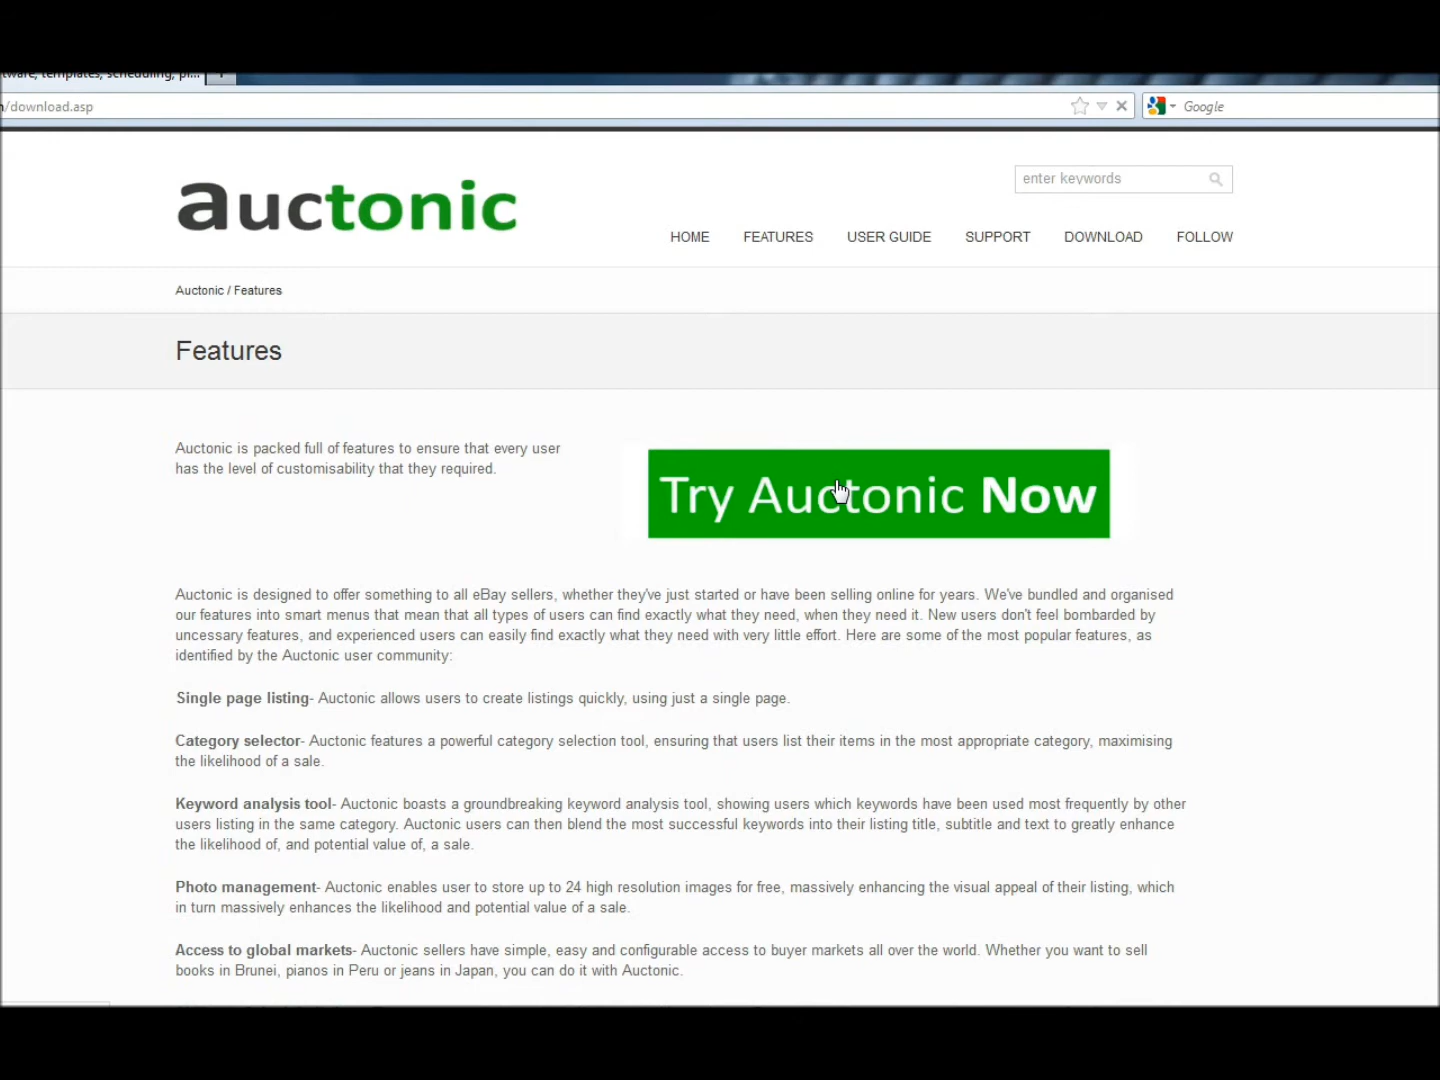 /download.asp
Google
auctonic
enter keywords
HOME FEATURES USER GUIDE SUPPORT DOWNLOAD FOLLOW
Auctonic / Features
Features
Auctonic is packed full of features to ensure that every user
has the level of customisability that they required.
Try Auctonic Now
Auctonic is designed to offer something to all eBay sellers, whether they've just started or have been selling online for years. We've bundled and organised
our features into smart menus that mean that all types of users can find exactly what they need, when they need it. New users don't feel bombarded by
uncessary features, and experienced users can easily find exactly what they need with very little effort. Here are some of the most popular features, as
identified by the Auctonic user community:
Single page listing- Auctonic allows users to create listings quickly, using just a single page.
Category selector- Auctonic features a powerful category selection tool, ensuring that users list their items in the most appropriate category, maximising
the likelihood of a sale.
Keyword analysis tool- Auctonic boasts a groundbreaking keyword analysis tool, showing users which keywords have been used most frequently by other
users listing in the same category. Auctonic users can then blend the most successful keywords into their listing title, subtitle and text to greatly enhance
the likelihood of, and potential value of, a sale.
Photo management- Auctonic enables user to store up to 24 high resolution images for free, massively enhancing the visual appeal of their listing, which
in turn massively enhances the likelihood and potential value of a sale.
Access to global markets- Auctonic sellers have simple, easy and configurable access to buyer markets all over the world. Whether you want to sell
books in Brunei, pianos in Peru or jeans in Japan, you can do it with Auctonic.